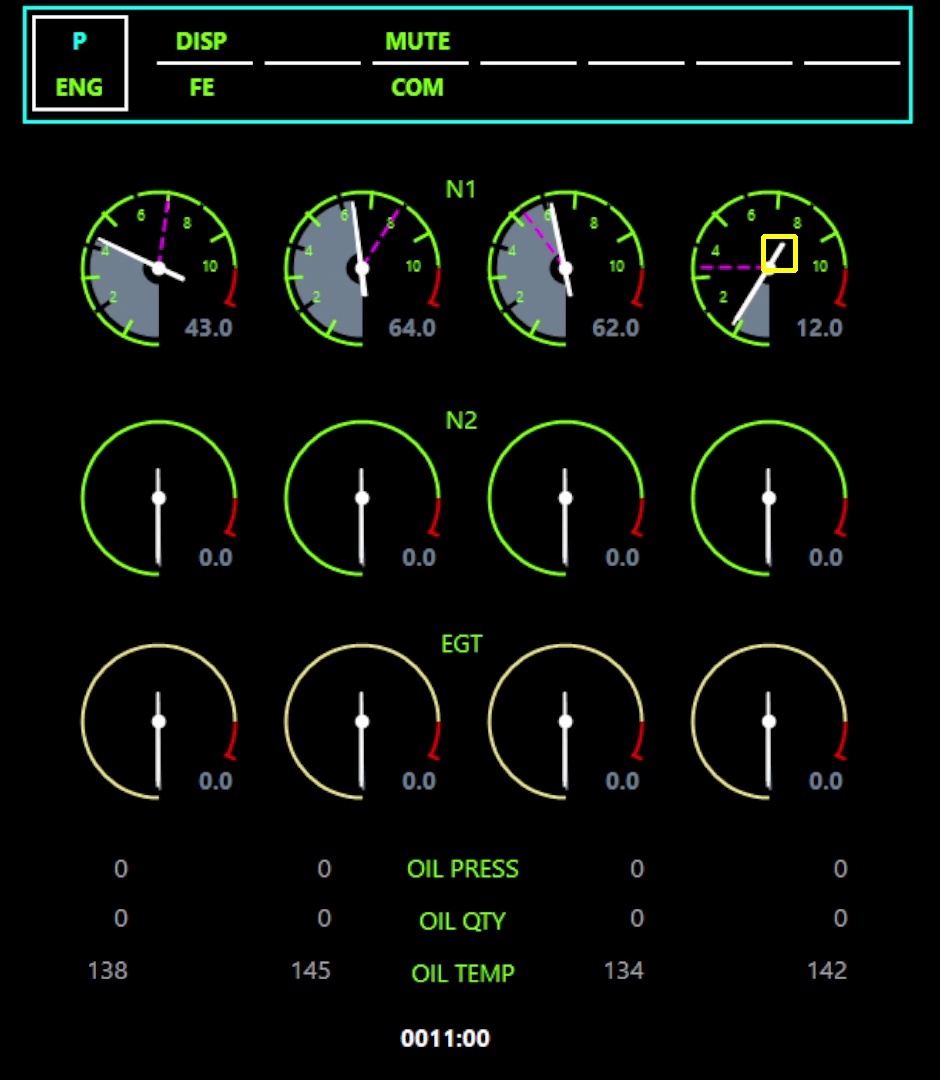 P DISP MUTE
ENG FE COM
N1
2 4 6 8 10 43.0
2 4 6 8 10 64.0
2 4 6 8 10 62.0
2 4 6 8 10 12.0
N2
0.0 0.0 0.0 0.0
EGT
0.0 0.0 0.0 0.0
0 0 OIL PRESS 0 0
0 0 OIL QTY 0 0
138 145 OIL TEMP 134 142
0011:00